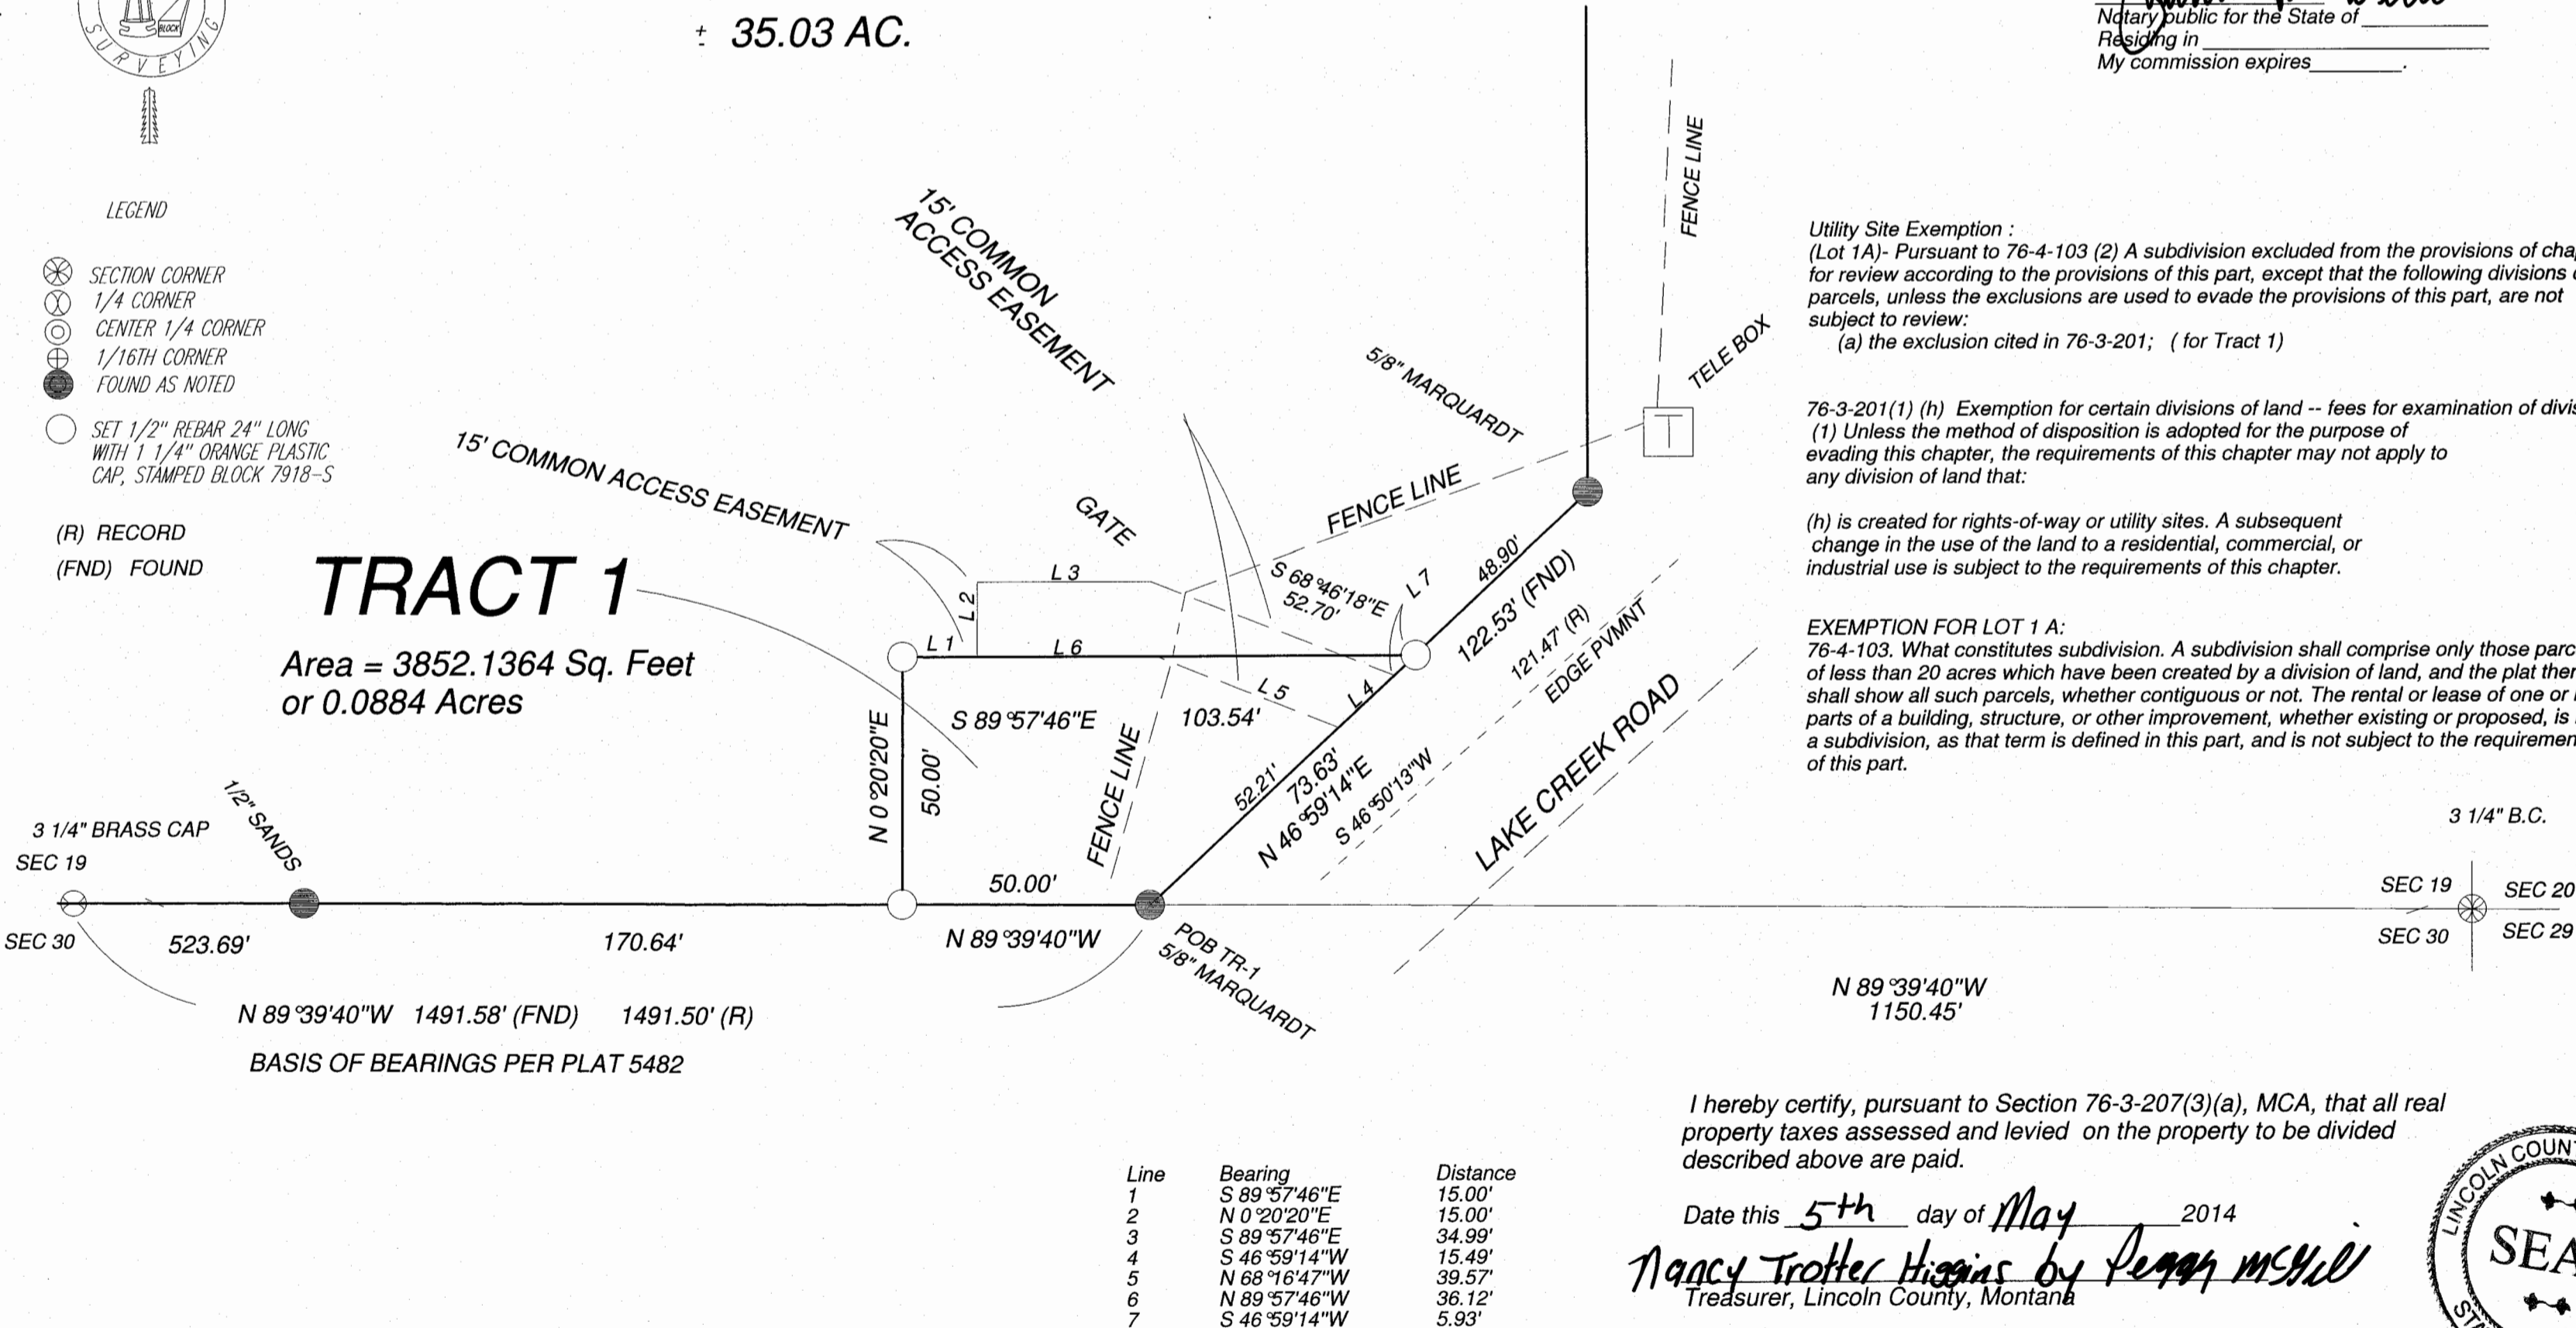 BLOCK
SURVEYING
± 35.03 AC.
Notary public for the State of
Residing in
My commission expires.
LEGEND
SECTION CORNER
1/4 CORNER
CENTER 1/4 CORNER
1/16TH CORNER
FOUND AS NOTED
SET 1/2" REBAR 24" LONG
WITH 1 1/4" ORANGE PLASTIC
CAP, STAMPED BLOCK 7918-S
(R) RECORD
(FND) FOUND
15' COMMON
ACCESS EASEMENT
15' COMMON ACCESS EASEMENT
GATE
FENCE LINE
5/8" MARQUARDT
FENCE LINE
TELE BOX
T
TRACT 1
Area = 3852.1364 Sq. Feet
or 0.0884 Acres
L 3
L 2
L 1
L 6
S 68°46'18"E
52.70'
L 7
48.90'
122.53' (FND)
121.47' (R)
EDGE PVMNT
L 5
L 4
S 89°57'46"E
103.54'
N 0°20'20"E
50.00'
FENCE LINE
52.21'
73.63'
N 46°59'14"E
S 46°50'13"W
LAKE CREEK ROAD
3 1/4" BRASS CAP
1/2" SANDS
SEC 19
SEC 30
523.69'
170.64'
50.00'
N 89°39'40"W
POB TR-1
5/8" MARQUARDT
N 89°39'40"W 1491.58' (FND) 1491.50' (R)
BASIS OF BEARINGS PER PLAT 5482
Utility Site Exemption :
(Lot 1A)- Pursuant to 76-4-103 (2) A subdivision excluded from the provisions of cha
for review according to the provisions of this part, except that the following divisions
parcels, unless the exclusions are used to evade the provisions of this part, are not
subject to review:
(a) the exclusion cited in 76-3-201; ( for Tract 1)
76-3-201(1) (h) Exemption for certain divisions of land -- fees for examination of divis
(1) Unless the method of disposition is adopted for the purpose of
evading this chapter, the requirements of this chapter may not apply to
any division of land that:
(h) is created for rights-of-way or utility sites. A subsequent
change in the use of the land to a residential, commercial, or
industrial use is subject to the requirements of this chapter.
EXEMPTION FOR LOT 1 A:
76-4-103. What constitutes subdivision. A subdivision shall comprise only those parc
of less than 20 acres which have been created by a division of land, and the plat ther
shall show all such parcels, whether contiguous or not. The rental or lease of one or
parts of a building, structure, or other improvement, whether existing or proposed, is
a subdivision, as that term is defined in this part, and is not subject to the requiremen
of this part.
3 1/4" B.C.
SEC 19 SEC 20
SEC 30 SEC 29
N 89°39'40"W
1150.45'
Line Bearing Distance
1 S 89°57'46"E 15.00'
2 N 0°20'20"E 15.00'
3 S 89°57'46"E 34.99'
4 S 46°59'14"W 15.49'
5 N 68°16'47"W 39.57'
6 N 89°57'46"W 36.12'
7 S 46°59'14"W 5.93'
I hereby certify, pursuant to Section 76-3-207(3)(a), MCA, that all real
property taxes assessed and levied on the property to be divided
described above are paid.
Date this 5th day of May 2014
Nancy Trotter Higgins by Peggy McGill
Treasurer, Lincoln County, Montana
LINCOLN COUN
SEA
STA